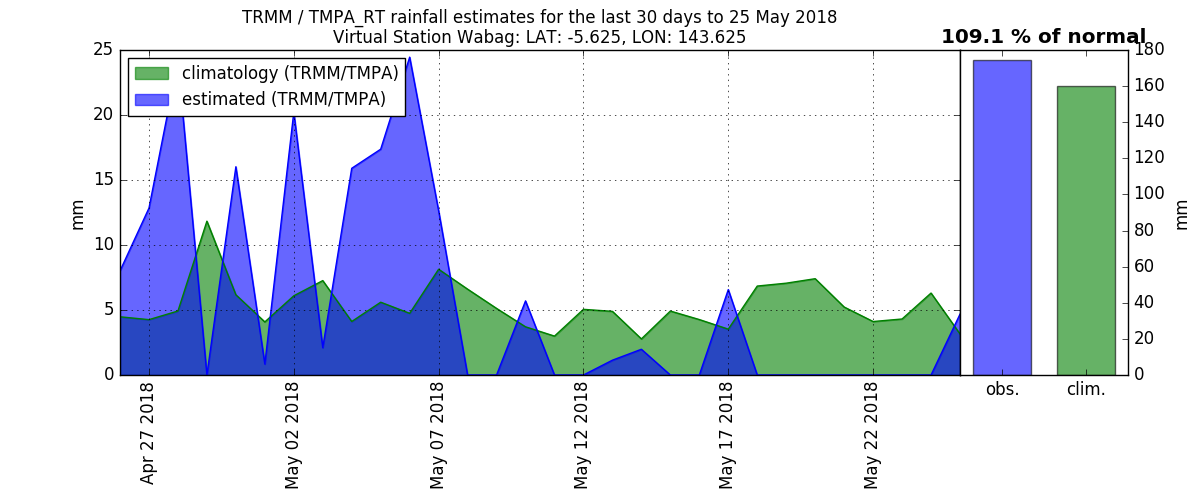 TRMM / TMPA_RT rainfall estimates for the last 30 days to 25 May 2018
Virtual Station Wabag: LAT: -5.625, LON: 143.625
109.1 % of normal
climatology (TRMM/TMPA)
estimated (TRMM/TMPA)
25
20
15
10
5
0
mm
Apr 27 2018
May 02 2018
May 07 2018
May 12 2018
May 17 2018
May 22 2018
obs.
clim.
180
160
140
120
100
80
60
40
20
0
mm